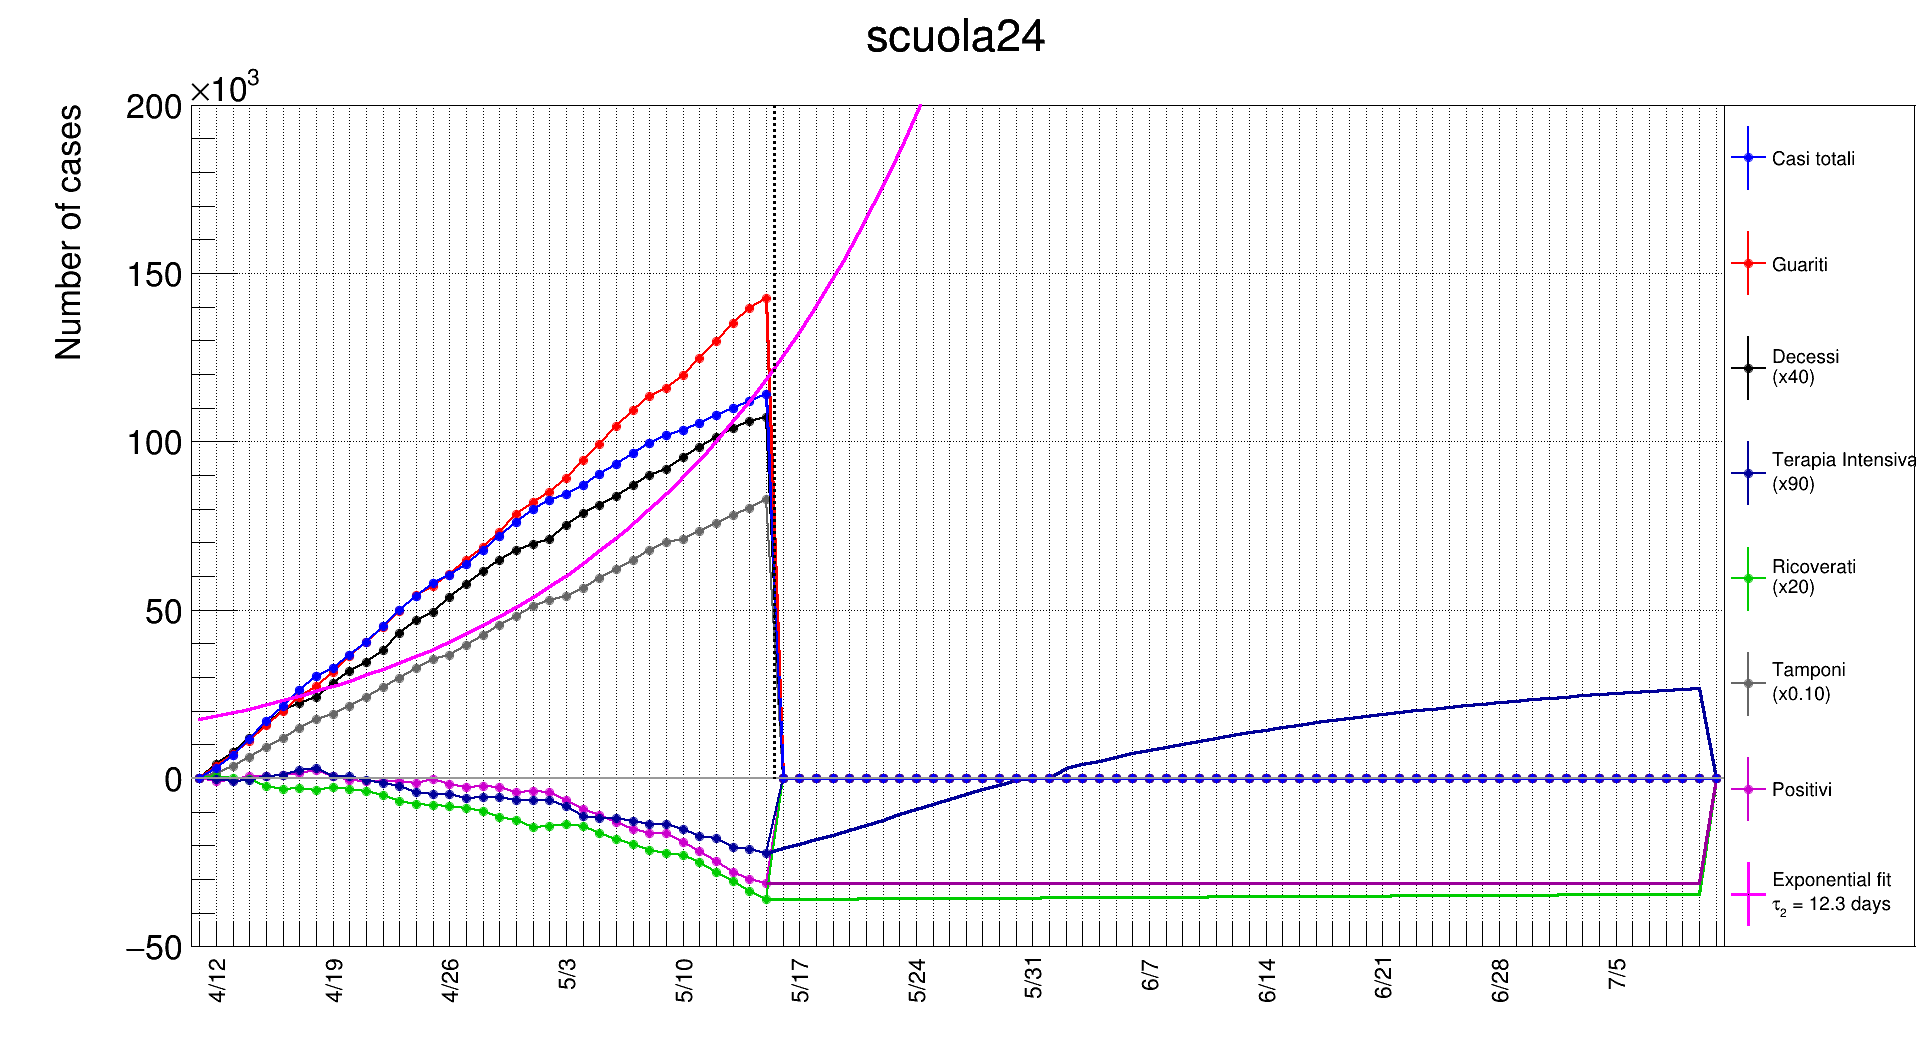 scuola24
×10³
Number of cases
200
150
100
50
0
−50
4/12
4/19
4/26
5/3
5/10
5/17
5/24
5/31
6/7
6/14
6/21
6/28
7/5
Casi totali
Guariti
Decessi
(x40)
Terapia Intensiva
(x90)
Ricoverati
(x20)
Tamponi
(x0.10)
Positivi
Exponential fit
τ₂ = 12.3 days